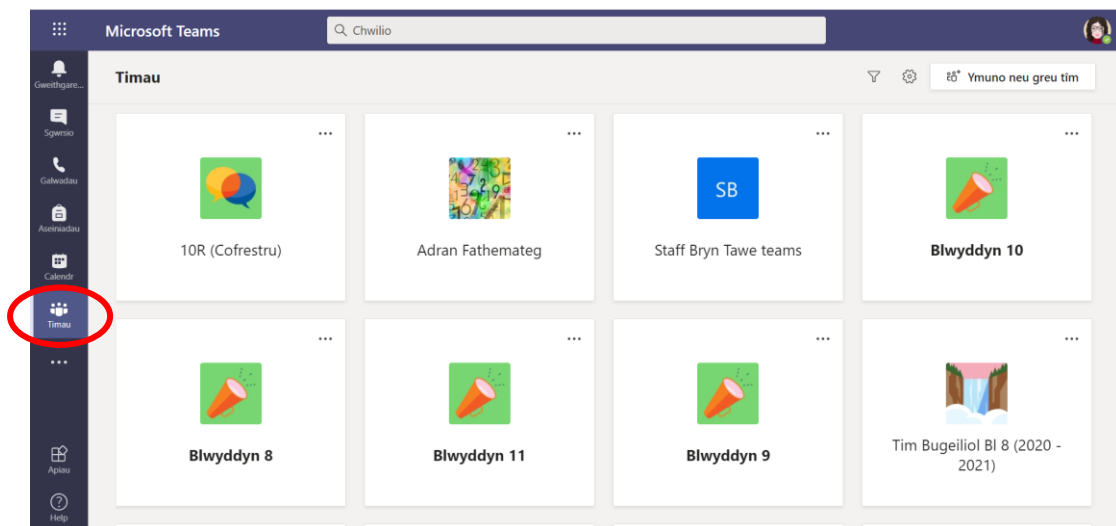 Microsoft Teams
Chwilio
Gweithgare...
Sgwrsio
Galwadau
Aseiniadau
Calendr
Timau
Apiau
Help
Timau
Ymuno neu greu tîm
10R (Cofrestru)
Adran Fathemateg
SB
Staff Bryn Tawe teams
Blwyddyn 10
Blwyddyn 8
Blwyddyn 11
Blwyddyn 9
Tim Bugeiliol Bl 8 (2020 -
2021)